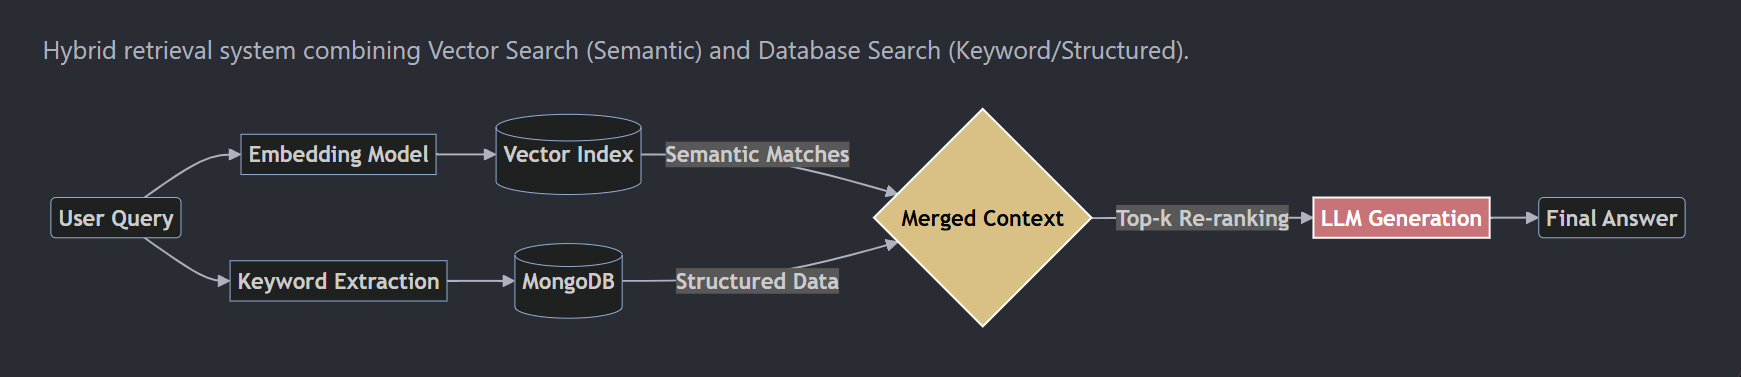 Hybrid retrieval system combining Vector Search (Semantic) and Database Search (Keyword/Structured).
User Query
Embedding Model
Vector Index
Semantic Matches
Keyword Extraction
MongoDB
Structured Data
Merged Context
Top-k Re-ranking
LLM Generation
Final Answer